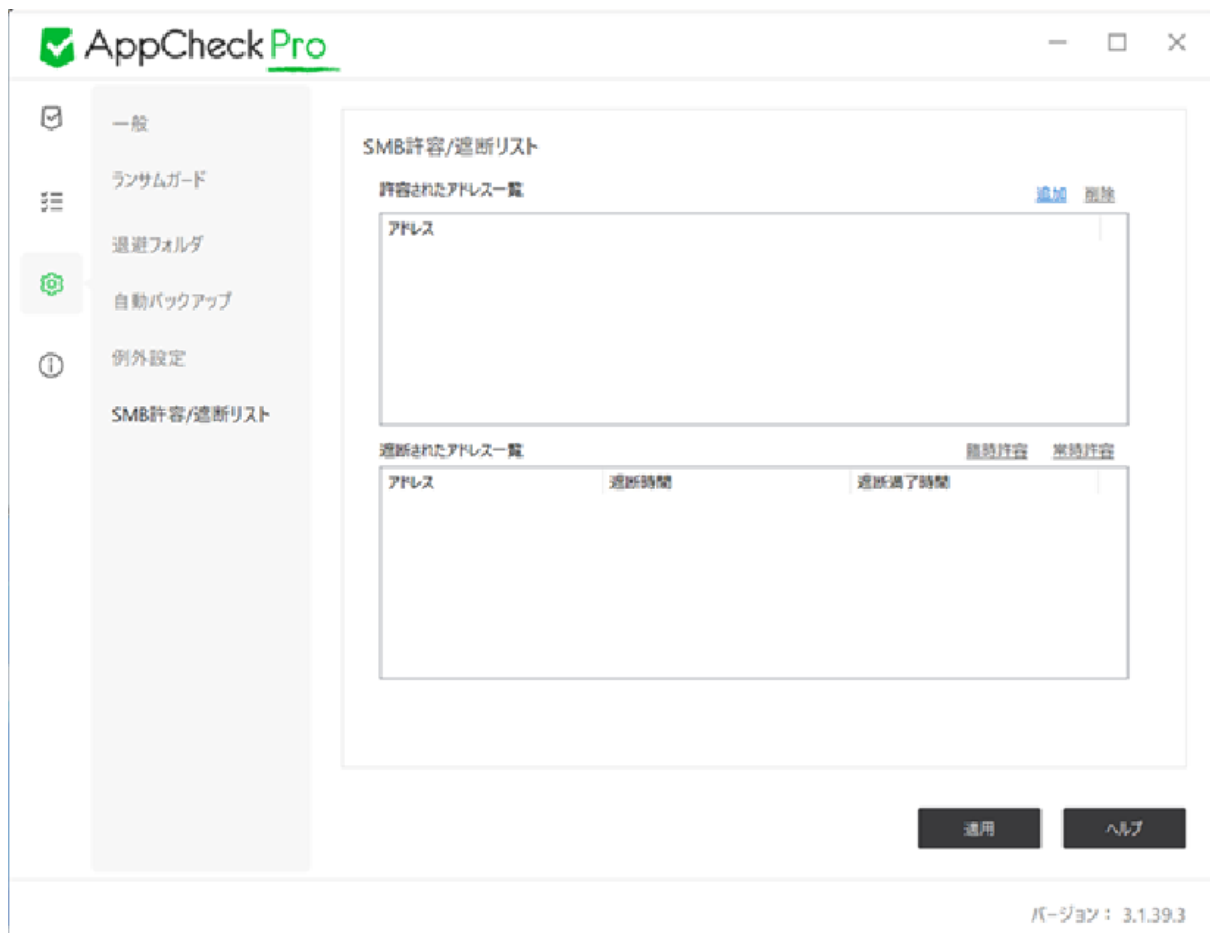 AppCheck Pro
一般
ランサムガード
退避フォルダ
自動バックアップ
例外設定
SMB許容/遮断リスト
SMB許容/遮断リスト
許容されたアドレス一覧
追加 削除
アドレス
遮断されたアドレス一覧
臨時許容 常時許容
アドレス 遮断時間 遮断満了時間
適用 ヘルプ
バージョン： 3.1.39.3